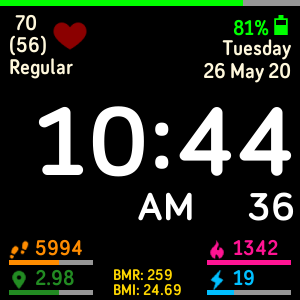 70
(56)
Regular
81%
Tuesday
26 May 20
10:44
AM 36
5994
1342
2.98
BMR: 259
BMI: 24.69
19